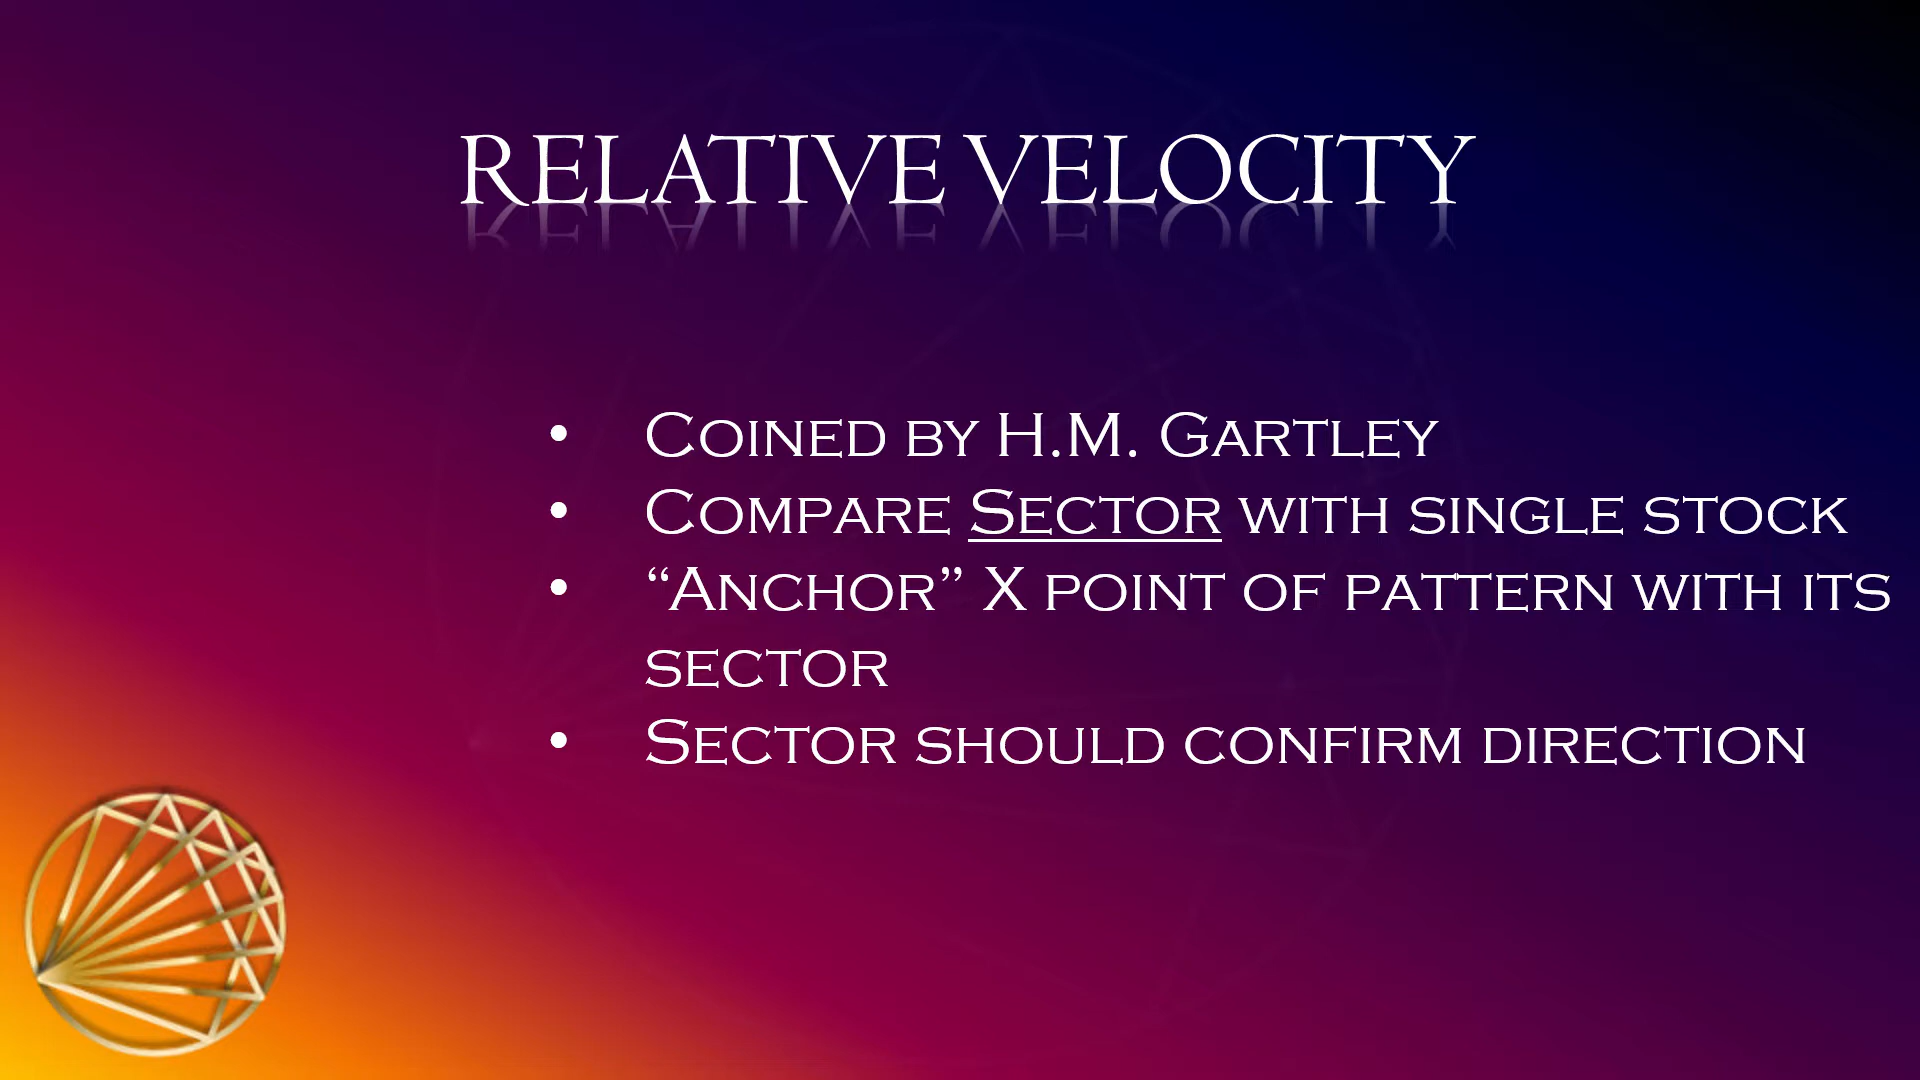 RELATIVE VELOCITY
• Coined by H.M. Gartley
• Compare Sector with single stock
• “Anchor” X point of pattern with its
sector
• Sector should confirm direction